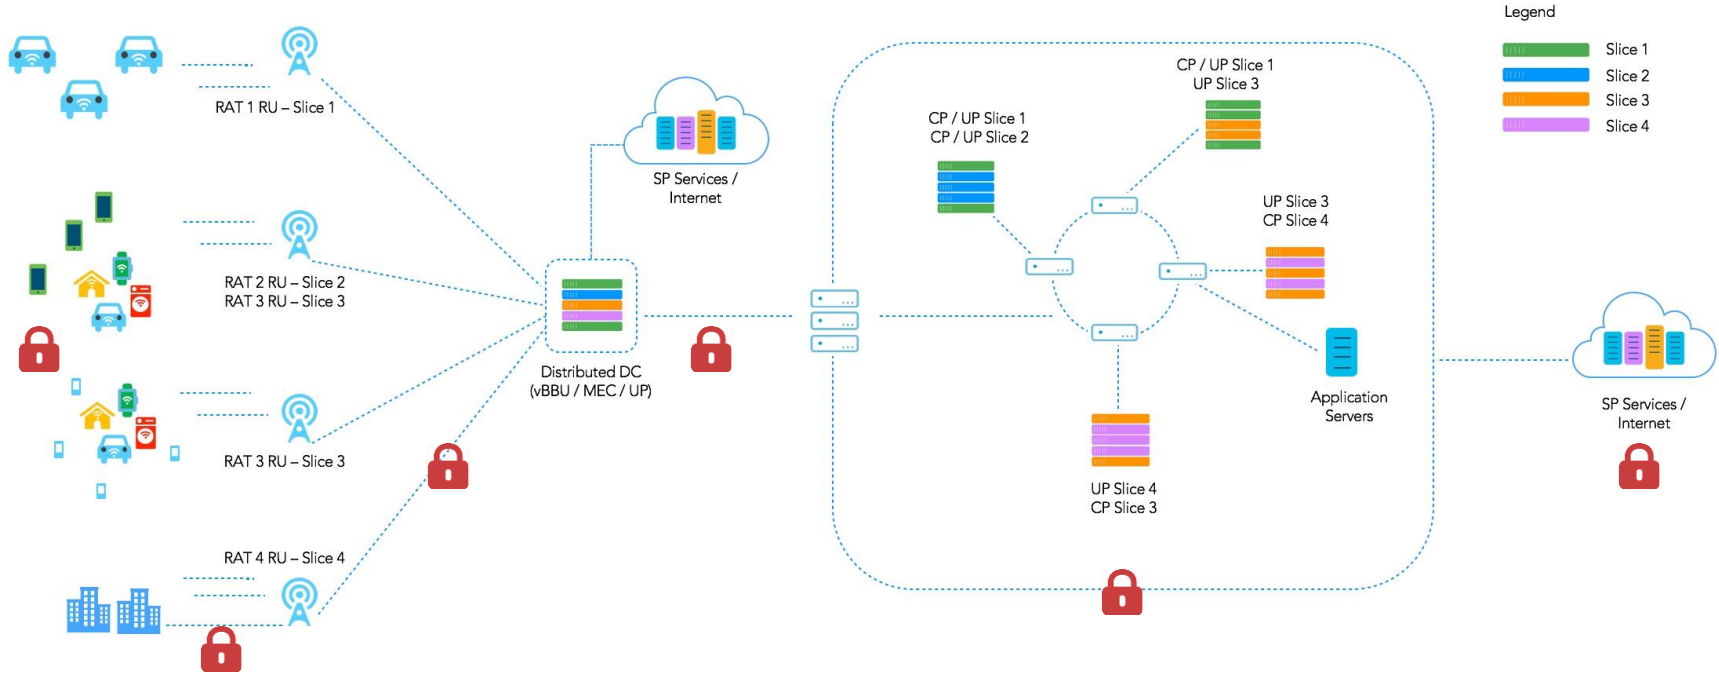 Legend
Slice 1
Slice 2
Slice 3
Slice 4
RAT 1 RU – Slice 1
RAT 2 RU – Slice 2
RAT 3 RU – Slice 3
RAT 3 RU – Slice 3
RAT 4 RU – Slice 4
SP Services /
Internet
Distributed DC
(vBBU / MEC / UP)
CP / UP Slice 1
CP / UP Slice 2
CP / UP Slice 1
UP Slice 3
UP Slice 3
CP Slice 4
Application
Servers
UP Slice 4
CP Slice 3
SP Services /
Internet